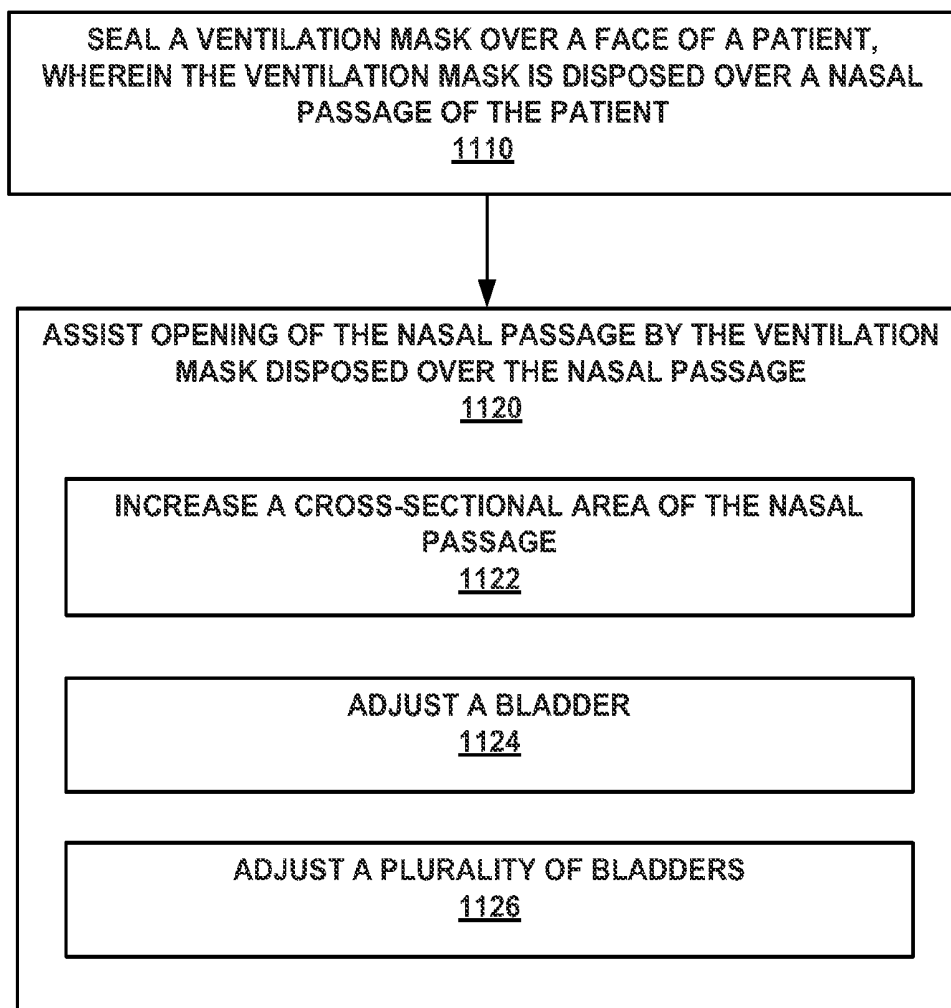 SEAL A VENTILATION MASK OVER A FACE OF A PATIENT,
WHEREIN THE VENTILATION MASK IS DISPOSED OVER A NASAL
PASSAGE OF THE PATIENT
1110
ASSIST OPENING OF THE NASAL PASSAGE BY THE VENTILATION
MASK DISPOSED OVER THE NASAL PASSAGE
1120
INCREASE A CROSS-SECTIONAL AREA OF THE NASAL
PASSAGE
1122
ADJUST A BLADDER
1124
ADJUST A PLURALITY OF BLADDERS
1126